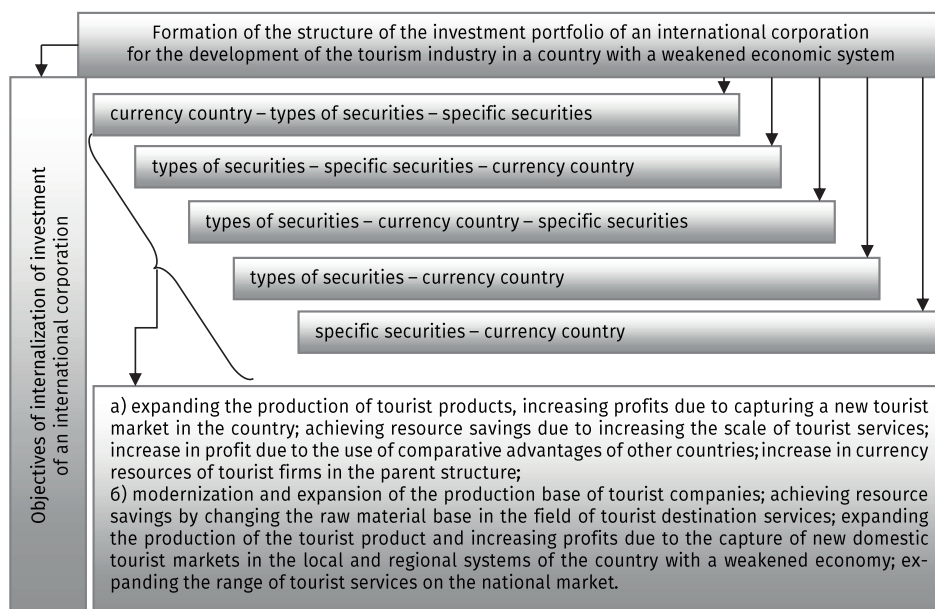 Formation of the structure of the investment portfolio of an international corporation
for the development of the tourism industry in a country with a weakened economic system
Objectives of internalization of investment
of an international corporation
currency country – types of securities – specific securities
types of securities – specific securities – currency country
types of securities – currency country – specific securities
types of securities – currency country
specific securities – currency country
а) expanding the production of tourist products, increasing profits due to capturing a new tourist
market in the country; achieving resource savings due to increasing the scale of tourist services;
increase in profit due to the use of comparative advantages of other countries; increase in currency
resources of tourist firms in the parent structure;
б) modernization and expansion of the production base of tourist companies; achieving resource
savings by changing the raw material base in the field of tourist destination services; expanding
the production of the tourist product and increasing profits due to the capture of new domestic
tourist markets in the local and regional systems of the country with a weakened economy; ex-
panding the range of tourist services on the national market.